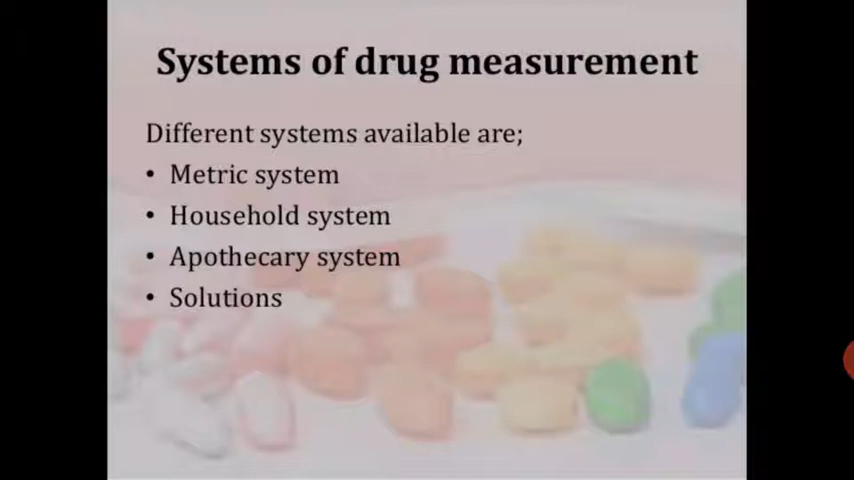 Systems of drug measurement
Different systems available are;
• Metric system
• Household system
• Apothecary system
• Solutions